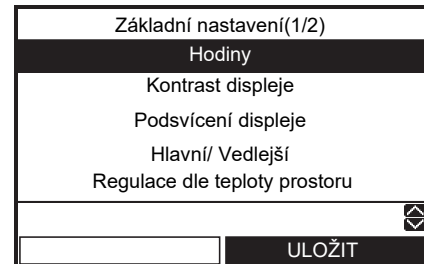 Základní nastavení(1/2)
Hodiny
Kontrast displeje
Podsvícení displeje
Hlavní/ Vedlejší
Regulace dle teploty prostoru
ULOŽIT